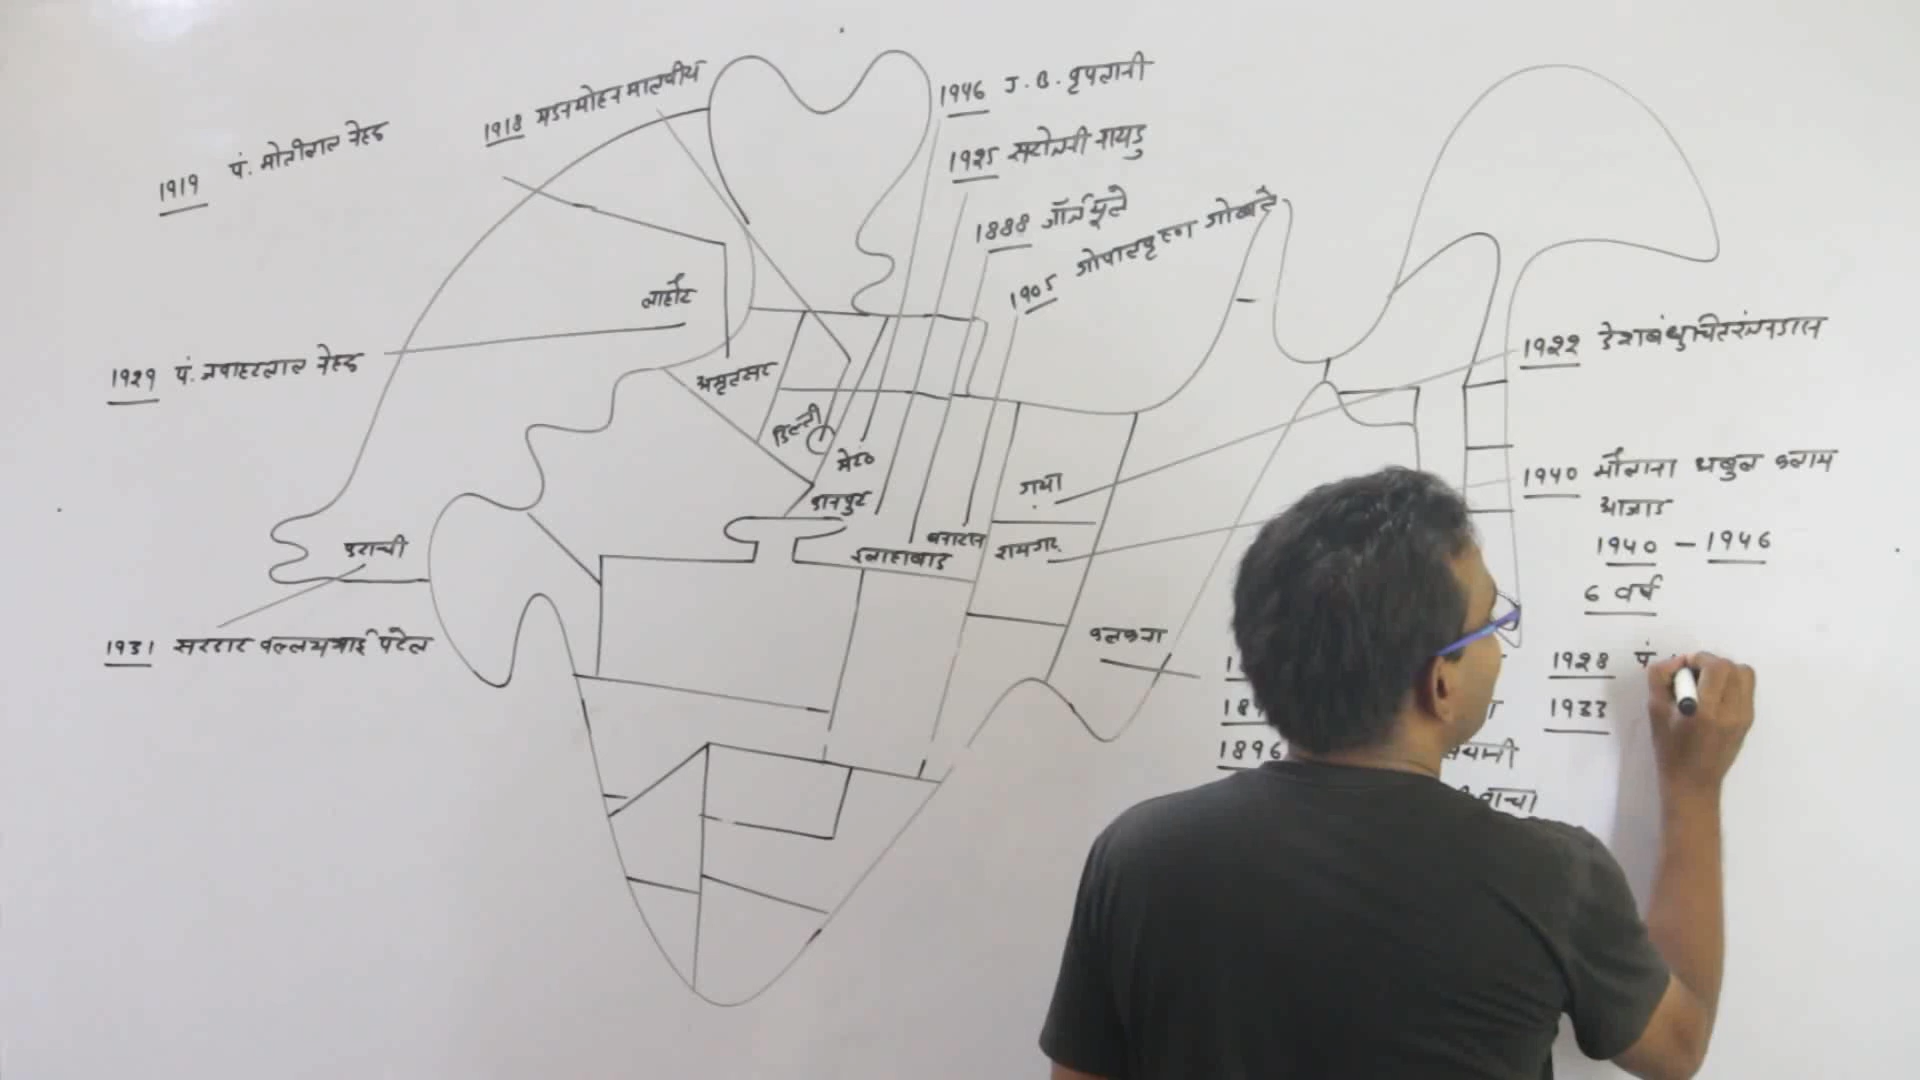 1918 मदनमोहन मालवीय
1919 पं. मोतीलाल नेहरू
1946 J. B. कृपलानी
1925 सरोजनी नायडु
1888 जॉर्ज यूले
1905 गोपालकृष्ण गोखले
लाहौर
1929 पं. जवाहरलाल नेहरू
अमृतसर
दिल्ली
मेरठ
कानपुर
इलाहाबाद
बनारस
गया
रामगढ़
कराची
1931 सरदार वल्लभभाई पटेल
कलकत्ता
1922 देशबंधु चितरंजनदास
1940 मौलाना अबुल कलाम
आजाद
1940 - 1946
6 वर्ष
1928 पं
1933
1896
वाचा